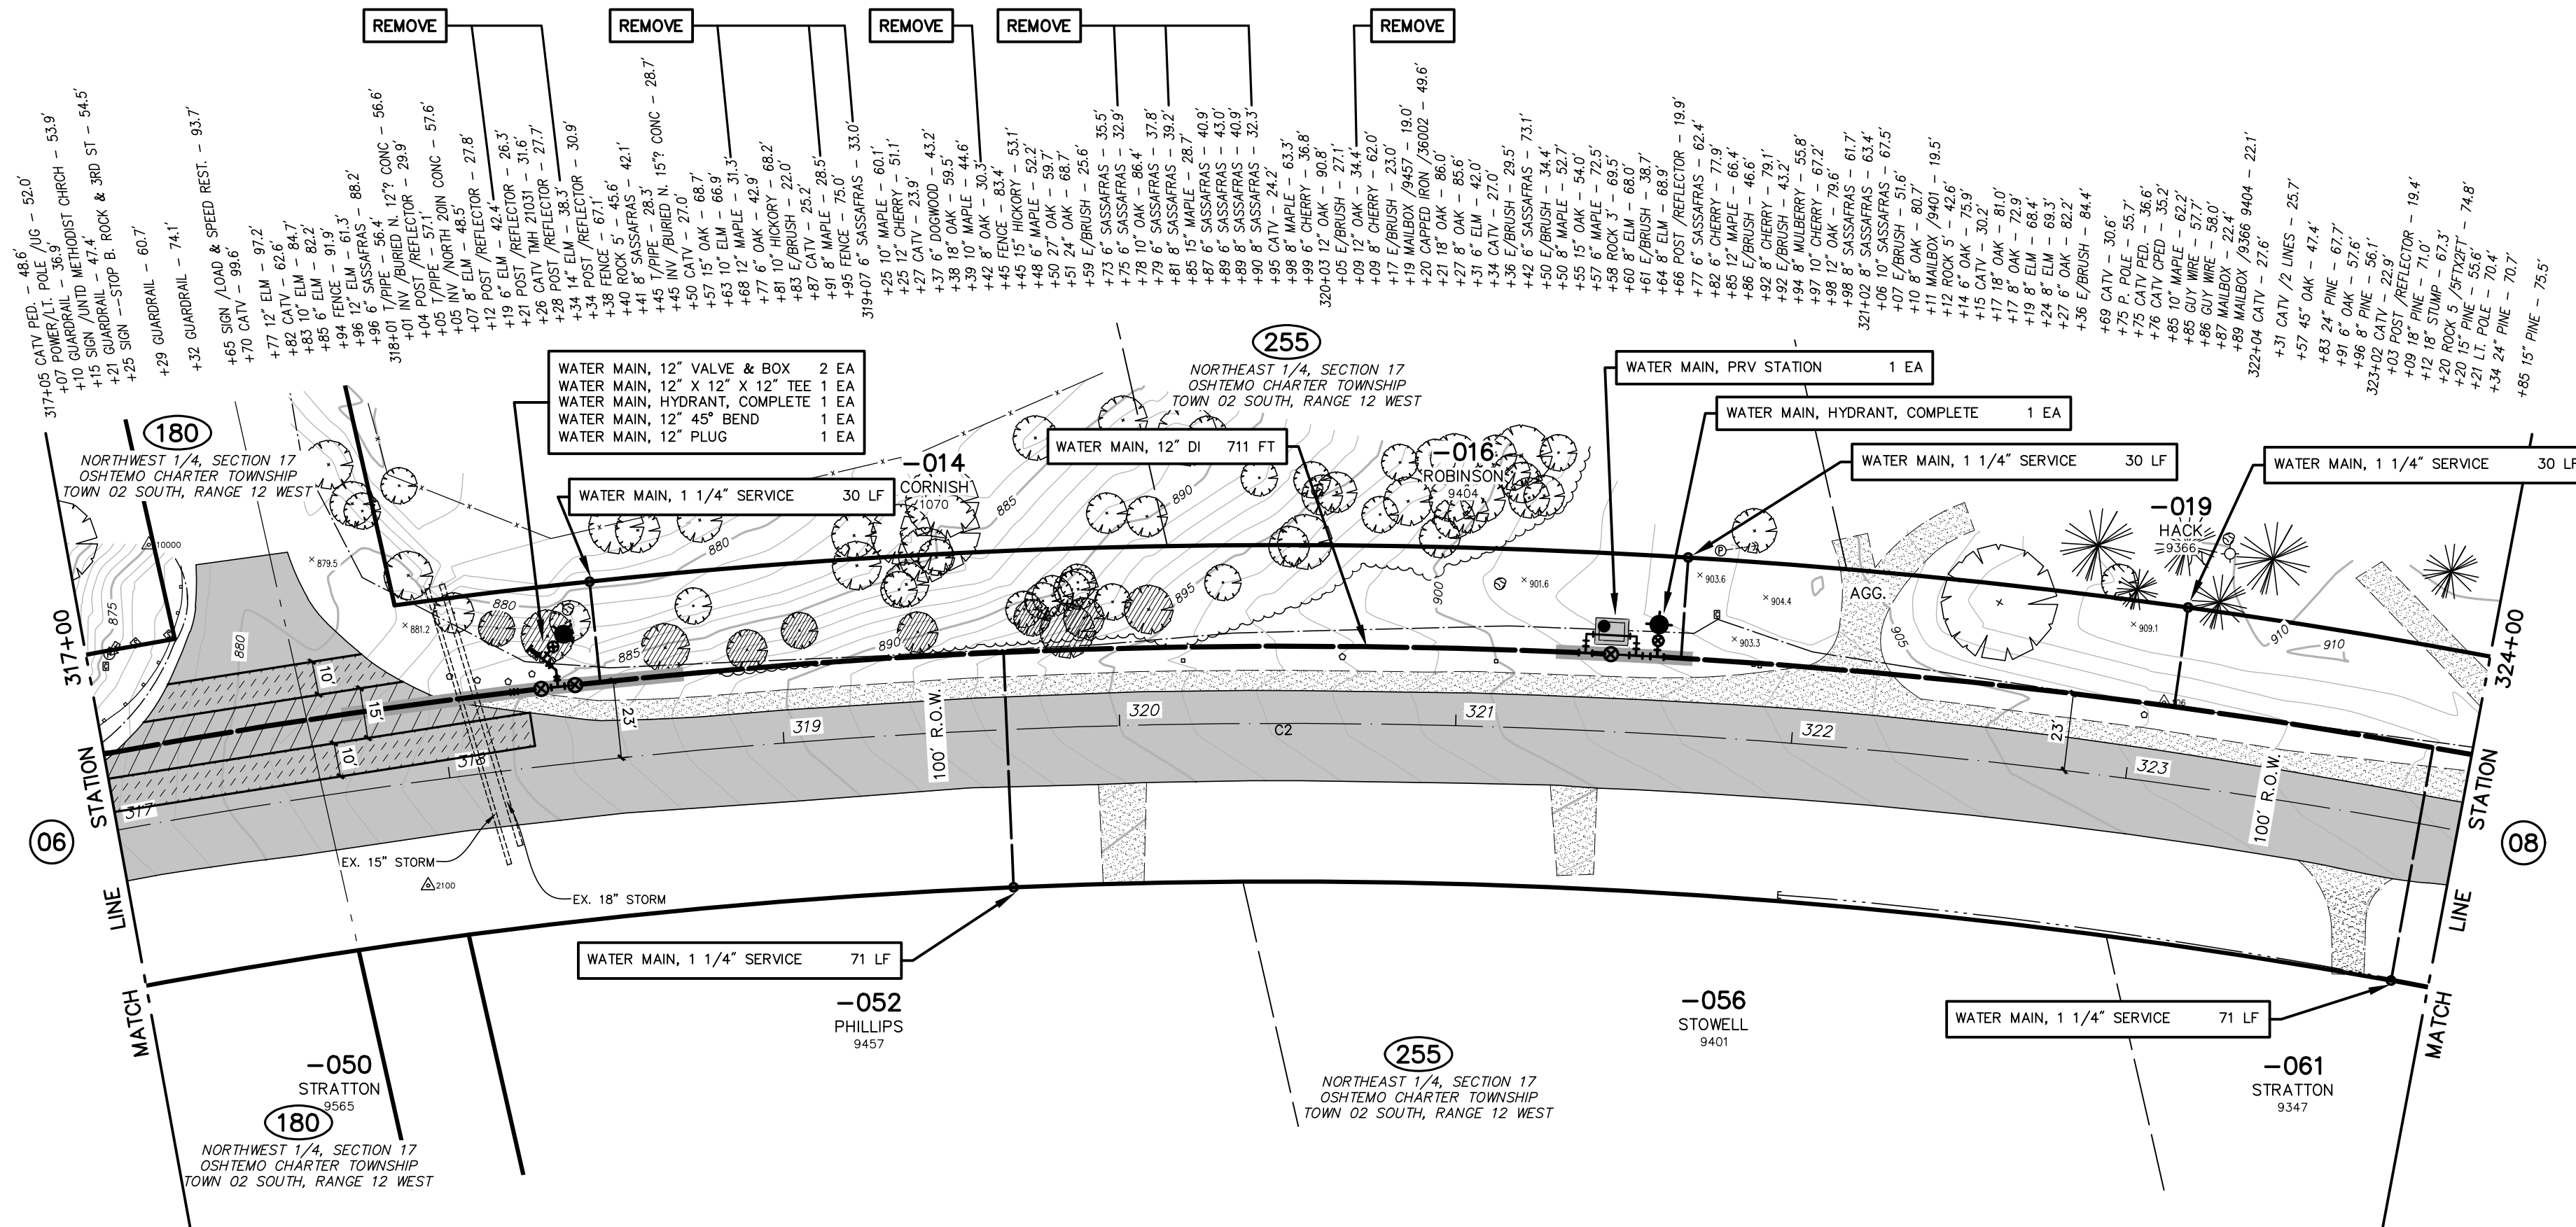 REMOVE
REMOVE
REMOVE
REMOVE
REMOVE
317+05 CATV PED. – 48.6′
+07 POWER/LT. POLE /UG – 52.0′
+10 GUARDRAIL – 36.9′
+15 SIGN /UNTD METHODIST CHRCH – 53.9′
+15 GUARDRAIL – 47.4′
+21 GUARDRAIL
+25 SIGN –STOP B. ROCK & 3RD ST – 54.5′
+29 GUARDRAIL – 60.7′
+32 GUARDRAIL – 74.1′
+65 SIGN /LOAD & SPEED REST. – 93.7′
+70 CATV – 99.6′
+77 12″ ELM – 97.2′
+82 CATV – 62.6′
+83 10″ ELM – 84.7′
+85 6″ ELM – 82.2′
+94 FENCE – 91.9′
+96 12″ ELM – 61.3′
+96 6″ SASSAFRAS – 88.2′
318+01 T/PIPE – 56.4′
+01 INV /BURIED N. 12″? CONC – 56.6′
+04 POST /REFLECTOR – 29.9′
+05 T/PIPE – 57.1′
+05 INV /NORTH 20IN CONC – 57.6′
+07 8″ ELM – 48.5′
+12 POST /REFLECTOR – 27.8′
+19 6″ ELM – 42.4′
+21 POST /REFLECTOR – 26.3′
+26 CATV TMH 21031 – 31.6′
+28 POST /REFLECTOR – 27.7′
+34 14″ ELM – 38.3′
+34 POST /REFLECTOR – 30.9′
+38 FENCE – 67.1′
+40 ROCK 5′ – 45.6′
+41 8″ SASSAFRAS – 42.1′
+45 T/PIPE – 28.3′
+45 INV /BURIED N. 15″? CONC – 28.7′
+50 CATV – 27.0′
+57 15″ OAK – 68.7′
+63 10″ ELM – 66.9′
+68 12″ MAPLE – 31.3′
+77 6″ OAK – 42.9′
+81 10″ HICKORY – 68.2′
+83 E/BRUSH – 22.0′
+87 CATV – 25.2′
+91 8″ MAPLE – 28.5′
+95 FENCE – 75.0′
319+07 6″ SASSAFRAS – 33.0′
+25 10″ MAPLE – 60.1′
+25 12″ CHERRY – 51.1′
+27 CATV – 23.9′
+37 6″ DOGWOOD – 43.2′
+38 18″ OAK – 59.5′
+39 10″ MAPLE – 44.6′
+42 8″ OAK – 30.3′
+45 FENCE – 83.4′
+45 15″ HICKORY – 53.1′
+48 6″ MAPLE – 52.2′
+50 27″ OAK – 59.7′
+51 24″ OAK – 68.7′
+59 E/BRUSH – 25.6′
+73 6″ SASSAFRAS – 35.5′
+75 6″ SASSAFRAS – 32.9′
+78 10″ OAK – 86.4′
+79 6″ SASSAFRAS – 37.8′
+81 8″ SASSAFRAS – 39.2′
+85 15″ MAPLE – 28.7′
+87 6″ SASSAFRAS – 40.9′
+89 6″ SASSAFRAS – 43.0′
+89 8″ SASSAFRAS – 40.9′
+90 8″ SASSAFRAS – 32.3′
+95 CATV – 24.2′
+98 8″ MAPLE – 63.3′
+99 6″ CHERRY – 36.8′
320+03 12″ OAK – 90.8′
+05 E/BRUSH – 27.1′
+09 12″ OAK – 34.4′
+09 8″ CHERRY – 62.0′
+17 E/BRUSH – 23.0′
+19 MAILBOX /9457 – 19.0′
+20 CAPPED IRON /36002 – 49.6′
+21 18″ OAK – 86.0′
+27 8″ OAK – 85.6′
+31 6″ ELM – 42.0′
+34 CATV – 27.0′
+36 E/BRUSH – 29.5′
+42 6″ SASSAFRAS – 73.1′
+50 E/BRUSH – 34.4′
+50 8″ MAPLE – 52.7′
+55 15″ OAK – 54.0′
+57 6″ MAPLE – 72.5′
+58 ROCK 3′ – 69.5′
+60 8″ ELM – 68.0′
+61 E/BRUSH – 38.7′
+64 8″ ELM – 68.9′
+66 POST /REFLECTOR – 19.9′
+77 6″ SASSAFRAS – 62.4′
+82 6″ CHERRY – 77.9′
+85 12″ MAPLE – 66.4′
+86 E/BRUSH – 46.6′
+92 8″ CHERRY – 79.1′
+92 E/BRUSH – 43.2′
+94 8″ MULBERRY – 55.8′
+97 10″ CHERRY – 67.2′
+98 12″ OAK – 79.6′
+98 8″ SASSAFRAS – 61.7′
321+02 8″ SASSAFRAS – 63.4′
+06 10″ SASSAFRAS – 67.5′
+07 E/BRUSH – 51.6′
+10 8″ OAK – 80.7′
+11 MAILBOX /9401 – 19.5′
+12 ROCK 5′ – 42.6′
+14 6″ OAK – 75.9′
+15 CATV – 30.2′
+17 18″ OAK – 81.0′
+17 8″ OAK – 72.9′
+19 8″ ELM – 68.4′
+24 8″ ELM – 69.3′
+27 6″ OAK – 82.2′
+36 E/BRUSH – 84.4′
+69 CATV – 30.6′
+75 P. POLE – 55.7′
+75 CATV PED. – 36.6′
+76 CATV CPED – 35.2′
+85 10″ MAPLE – 62.2′
+85 GUY WIRE – 57.7′
+86 GUY WIRE – 58.0′
+87 MAILBOX – 22.4′
+89 MAILBOX /9366 9404 – 22.1′
322+04 CATV – 27.6′
+31 CATV /2 LINES – 25.7′
+57 45″ OAK – 47.4′
+83 24″ PINE – 67.7′
+91 6″ OAK – 57.6′
+96 8″ PINE – 56.1′
323+02 CATV – 22.9′
+03 POST /REFLECTOR – 19.4′
+09 18″ PINE – 71.0′
+12 18″ STUMP – 67.3′
+20 ROCK 5 /5FTX2FT′ – 74.8′
+20 15″ PINE – 55.6′
+21 LT. POLE – 70.4′
+34 24″ PINE – 70.7′
+85 15″ PINE – 75.5′
WATER MAIN, 12″ VALVE & BOX 2 EA
WATER MAIN, 12″ X 12″ X 12″ TEE 1 EA
WATER MAIN, HYDRANT, COMPLETE 1 EA
WATER MAIN, 12″ 45° BEND 1 EA
WATER MAIN, 12″ PLUG 1 EA
255
NORTHEAST 1/4, SECTION 17
OSHTEMO CHARTER TOWNSHIP
TOWN 02 SOUTH, RANGE 12 WEST
WATER MAIN, PRV STATION 1 EA
WATER MAIN, HYDRANT, COMPLETE 1 EA
180
NORTHWEST 1/4, SECTION 17
OSHTEMO CHARTER TOWNSHIP
TOWN 02 SOUTH, RANGE 12 WEST
WATER MAIN, 12″ DI 711 FT
WATER MAIN, 1 1/4″ SERVICE 30 LF
WATER MAIN, 1 1/4″ SERVICE 30 LF
WATER MAIN, 1 1/4″ SERVICE 30 LF
–014
CORNISH
1070
–016
ROBINSON
9404
–019
HACK
9366
10000
879.5
881.2
875
880
880
885
880
885
890
890
895
900
901.6
903.6
904.4
903.3
AGG.
905
909.1
910
910
106
317+00
324+00
10′
15′
10′
23′
23′
100′ R.O.W.
100′ R.O.W.
317
318
319
320
321
322
323
C2
P
06
08
MATCH LINE STATION
MATCH LINE STATION
EX. 15″ STORM
2100
EX. 18″ STORM
WATER MAIN, 1 1/4″ SERVICE 71 LF
WATER MAIN, 1 1/4″ SERVICE 71 LF
–052
PHILLIPS
9457
–056
STOWELL
9401
–050
STRATTON
9565
–061
STRATTON
9347
180
NORTHWEST 1/4, SECTION 17
OSHTEMO CHARTER TOWNSHIP
TOWN 02 SOUTH, RANGE 12 WEST
255
NORTHEAST 1/4, SECTION 17
OSHTEMO CHARTER TOWNSHIP
TOWN 02 SOUTH, RANGE 12 WEST